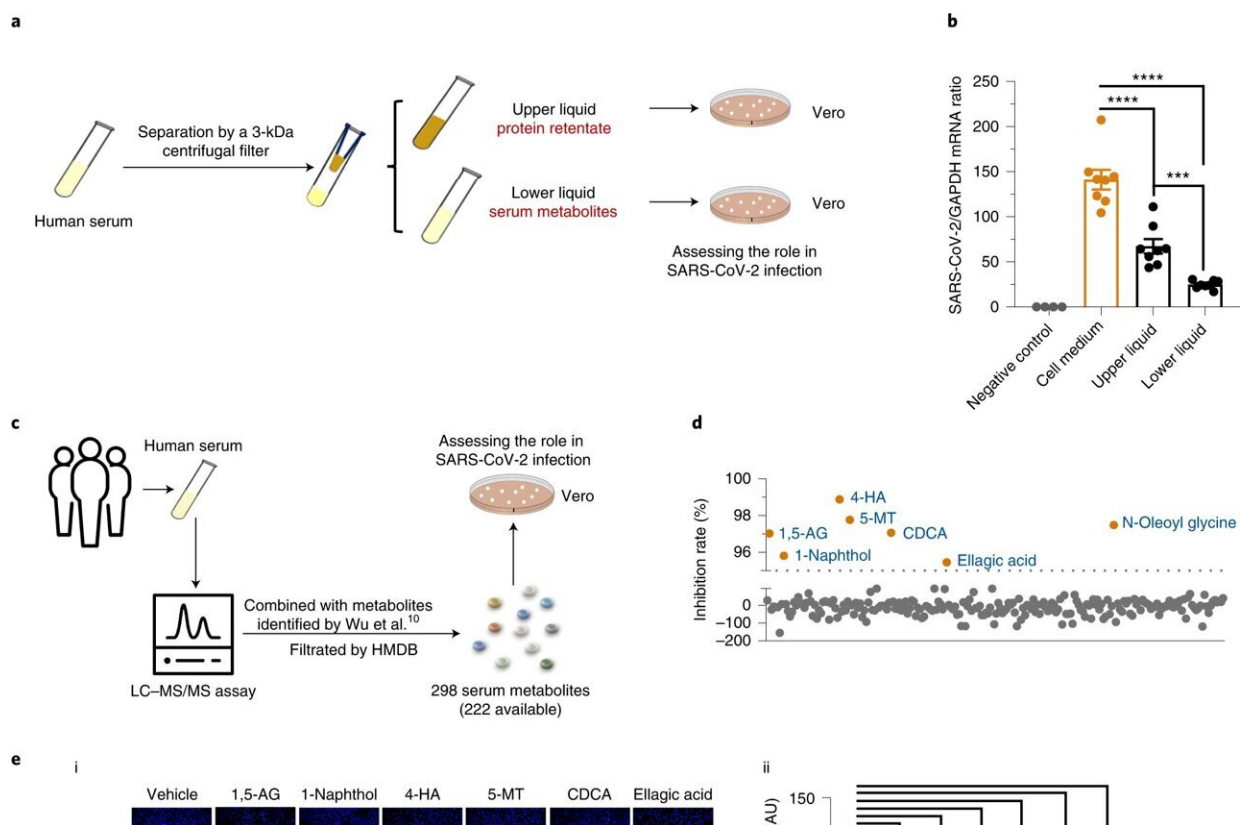 a
Separation by a 3-kDa
centrifugal filter
Human serum
Upper liquid
protein retentate
Vero
Lower liquid
serum metabolites
Vero
Assessing the role in
SARS-CoV-2 infection
b
SARS-CoV-2/GAPDH mRNA ratio
250
200
150
100
50
0
****
****
***
Negative control
Cell medium
Upper liquid
Lower liquid
c
Human serum
Assessing the role in
SARS-CoV-2 infection
Vero
Combined with metabolites
identified by Wu et al.10
Filtrated by HMDB
LC–MS/MS assay
298 serum metabolites
(222 available)
d
Inhibition rate (%)
100
98
96
0
–100
–200
4-HA
5-MT
1,5-AG
CDCA
N-Oleoyl glycine
1-Naphthol
Ellagic acid
e
i
Vehicle
1,5-AG
1-Naphthol
4-HA
5-MT
CDCA
Ellagic acid
ii
150
AU)